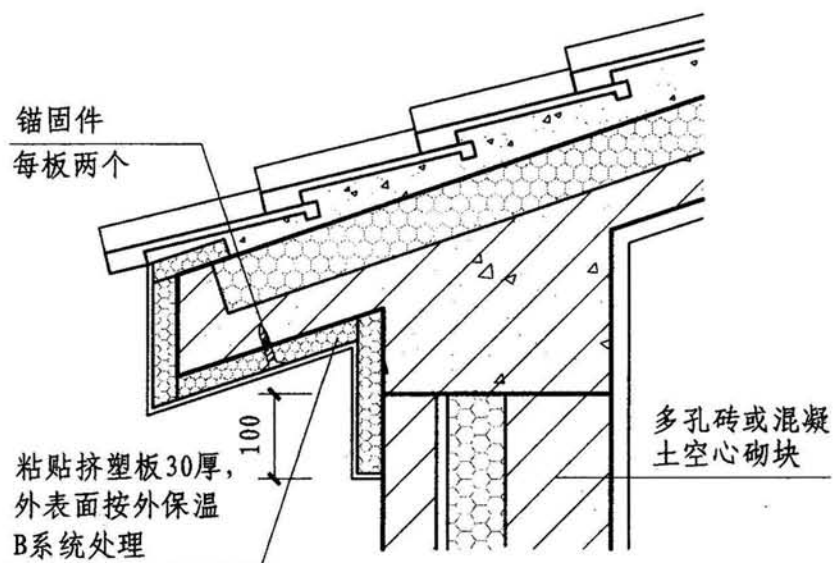 锚固件
每板两个
100
多孔砖或混凝
土空心砌块
粘贴挤塑板30厚,
外表面按外保温
B系统处理